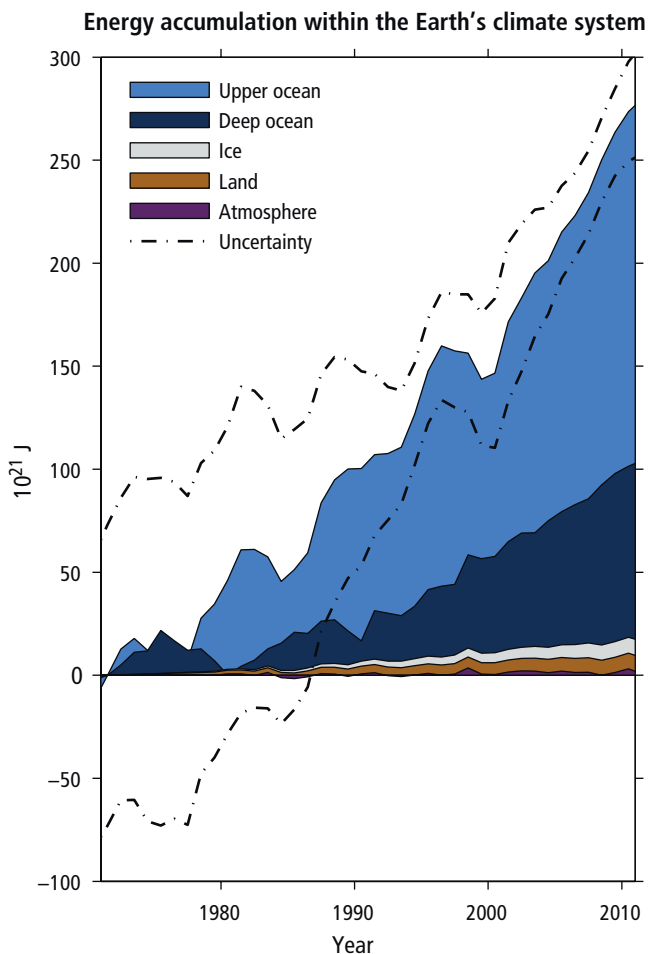 Energy accumulation within the Earth's climate system
300
250
200
150
100
50
0
−50
−100
10²¹ J
Upper ocean
Deep ocean
Ice
Land
Atmosphere
Uncertainty
1980
1990
2000
2010
Year